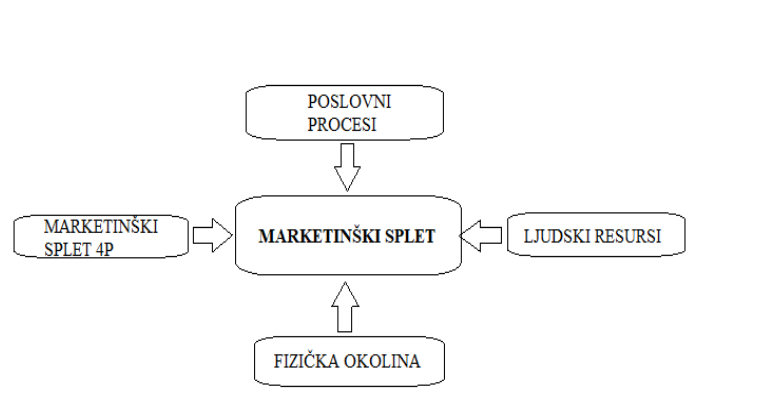 POSLOVNI
PROCESI
MARKETINŠKI
SPLET 4P
MARKETINŠKI SPLET
LJUDSKI RESURSI
FIZIČKA OKOLINA